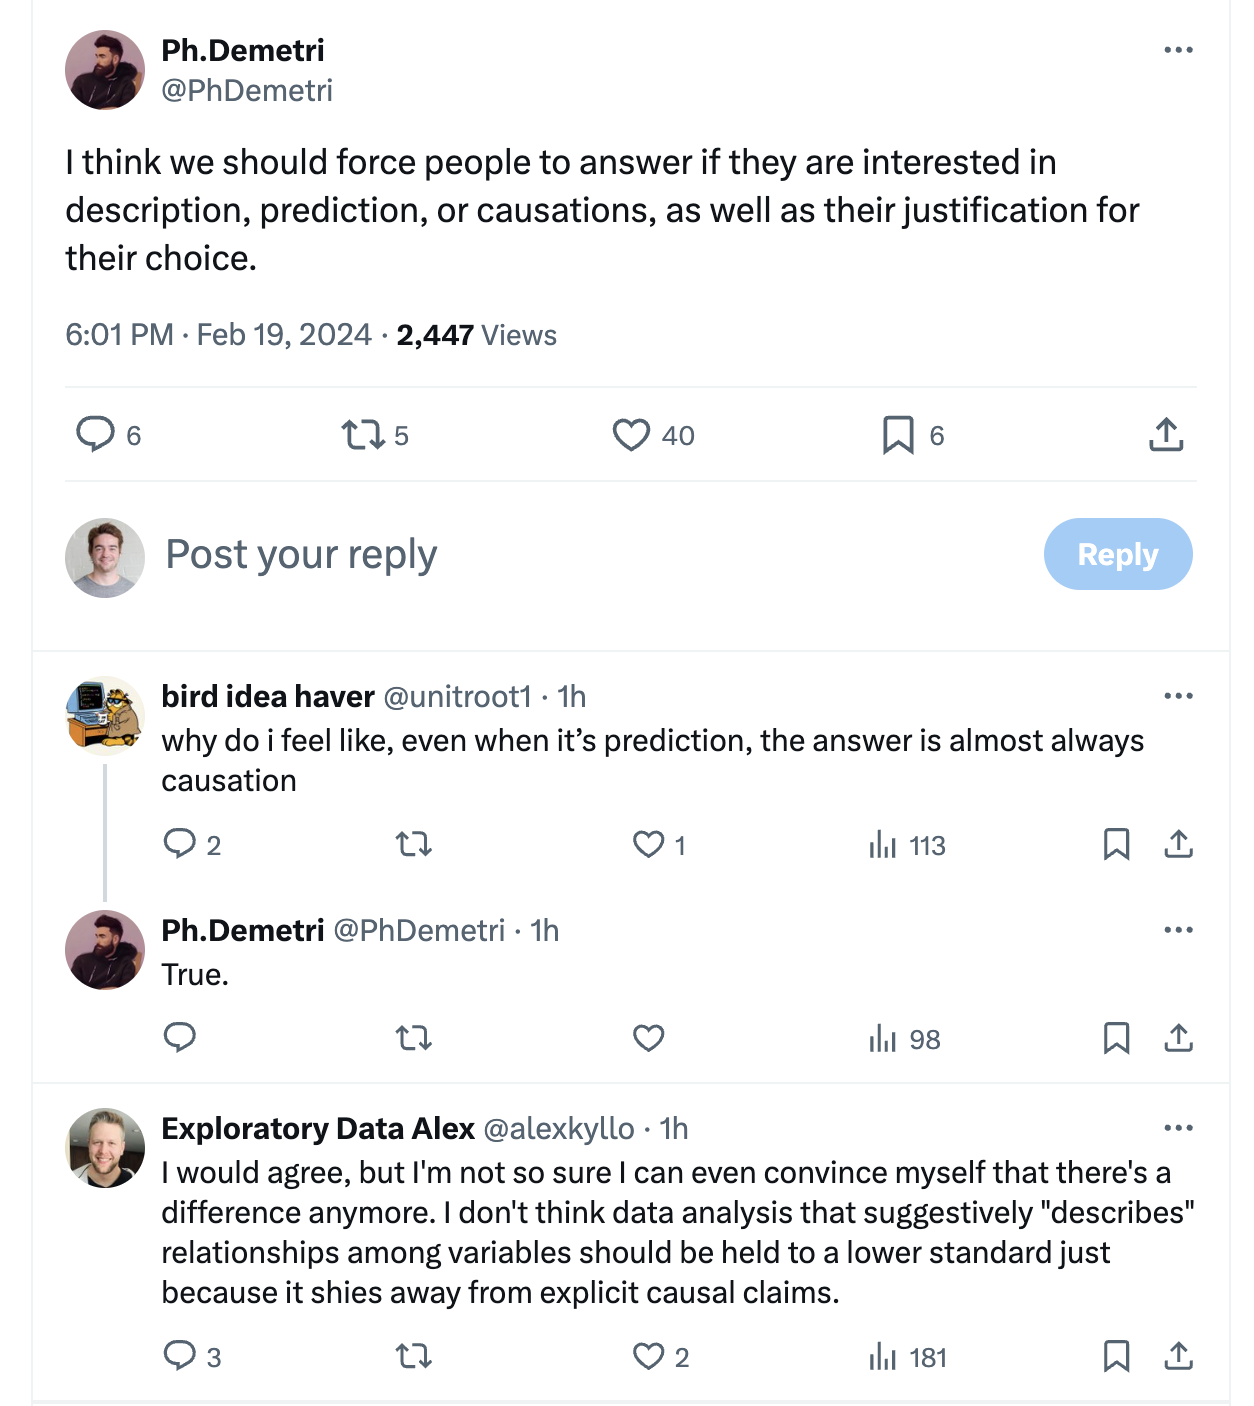 Ph.Demetri
@PhDemetri
I think we should force people to answer if they are interested in
description, prediction, or causations, as well as their justification for
their choice.
6:01 PM · Feb 19, 2024 · 2,447 Views
6 5 40 6
Post your reply
Reply
bird idea haver @unitroot1 · 1h
why do i feel like, even when it’s prediction, the answer is almost always
causation
2 1 113
Ph.Demetri @PhDemetri · 1h
True.
98
Exploratory Data Alex @alexkyllo · 1h
I would agree, but I'm not so sure I can even convince myself that there's a
difference anymore. I don't think data analysis that suggestively "describes"
relationships among variables should be held to a lower standard just
because it shies away from explicit causal claims.
3 2 181